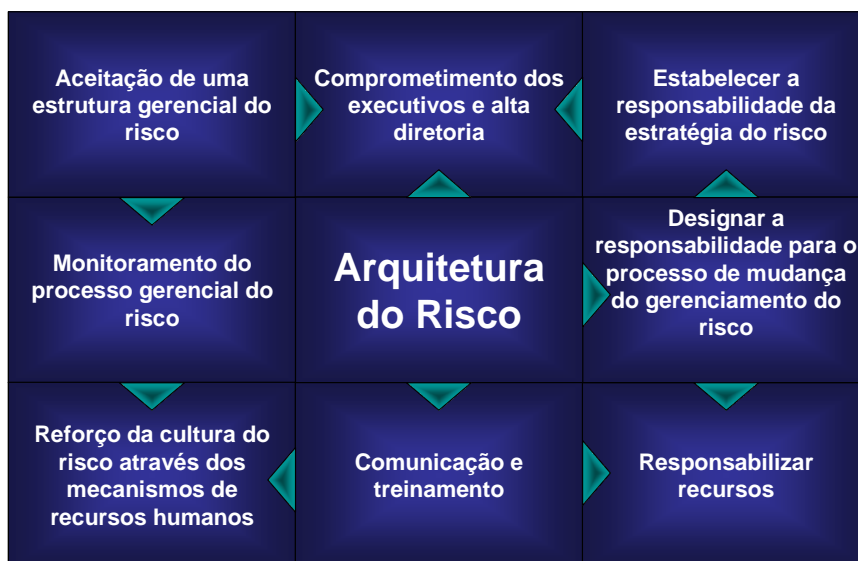 Aceitação de uma
estrutura gerencial do
risco
Comprometimento dos
executivos e alta
diretoria
Estabelecer a
responsabilidade da
estratégia do risco
Monitoramento do
processo gerencial do
risco
Arquitetura
do Risco
Designar a
responsabilidade para o
processo de mudança
do gerenciamento do
risco
Reforço da cultura do
risco através dos
mecanismos de
recursos humanos
Comunicação e
treinamento
Responsabilizar
recursos